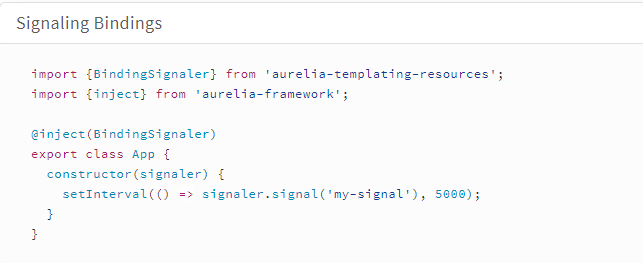 Signaling Bindings
import {BindingSignaler} from 'aurelia-templating-resources';
import {inject} from 'aurelia-framework';

@inject(BindingSignaler)
export class App {
  constructor(signaler) {
    setInterval(() => signaler.signal('my-signal'), 5000);
  }
}